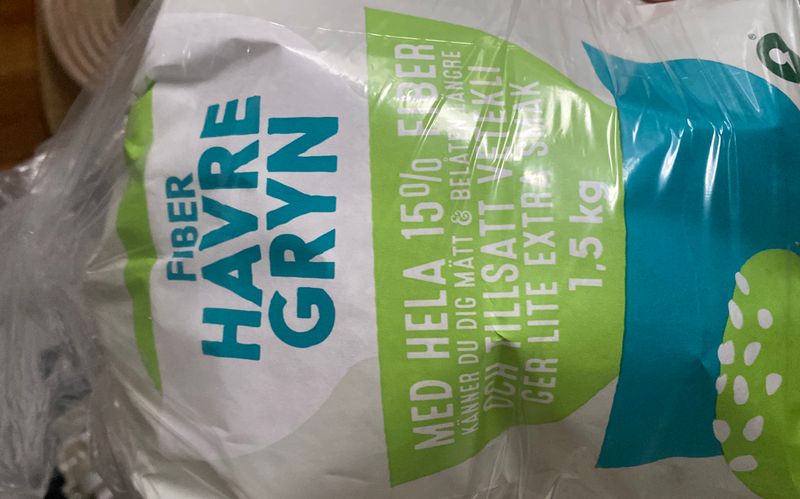 FIBER
HAVRE
GRYN
MED HELA 15% FIBER
KÄNNER DU DIG MÄTT & BELÅTEN LÄNGRE
OCH TILLSATT VETEKLI
GER LITE EXTRA SMAK
1,5 kg